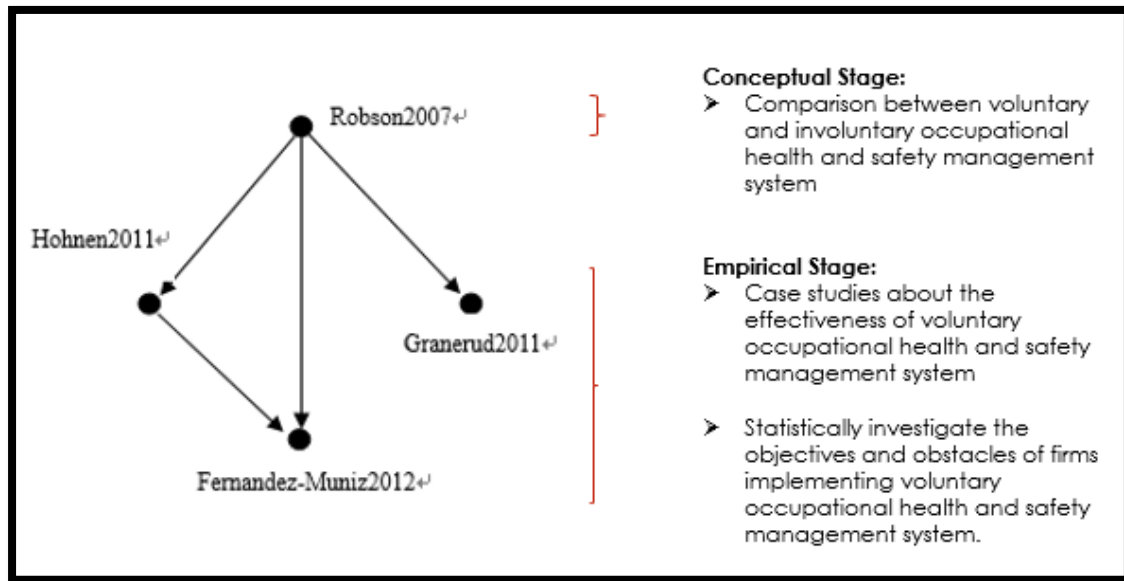 Robson2007↵
Hohnen2011↵
Granerud2011↵
Fernandez-Muniz2012↵
Conceptual Stage:
➤ Comparison between voluntary
and involuntary occupational
health and safety management
system
Empirical Stage:
➤ Case studies about the
effectiveness of voluntary
occupational health and safety
management system
➤ Statistically investigate the
objectives and obstacles of firms
implementing voluntary
occupational health and safety
management system.